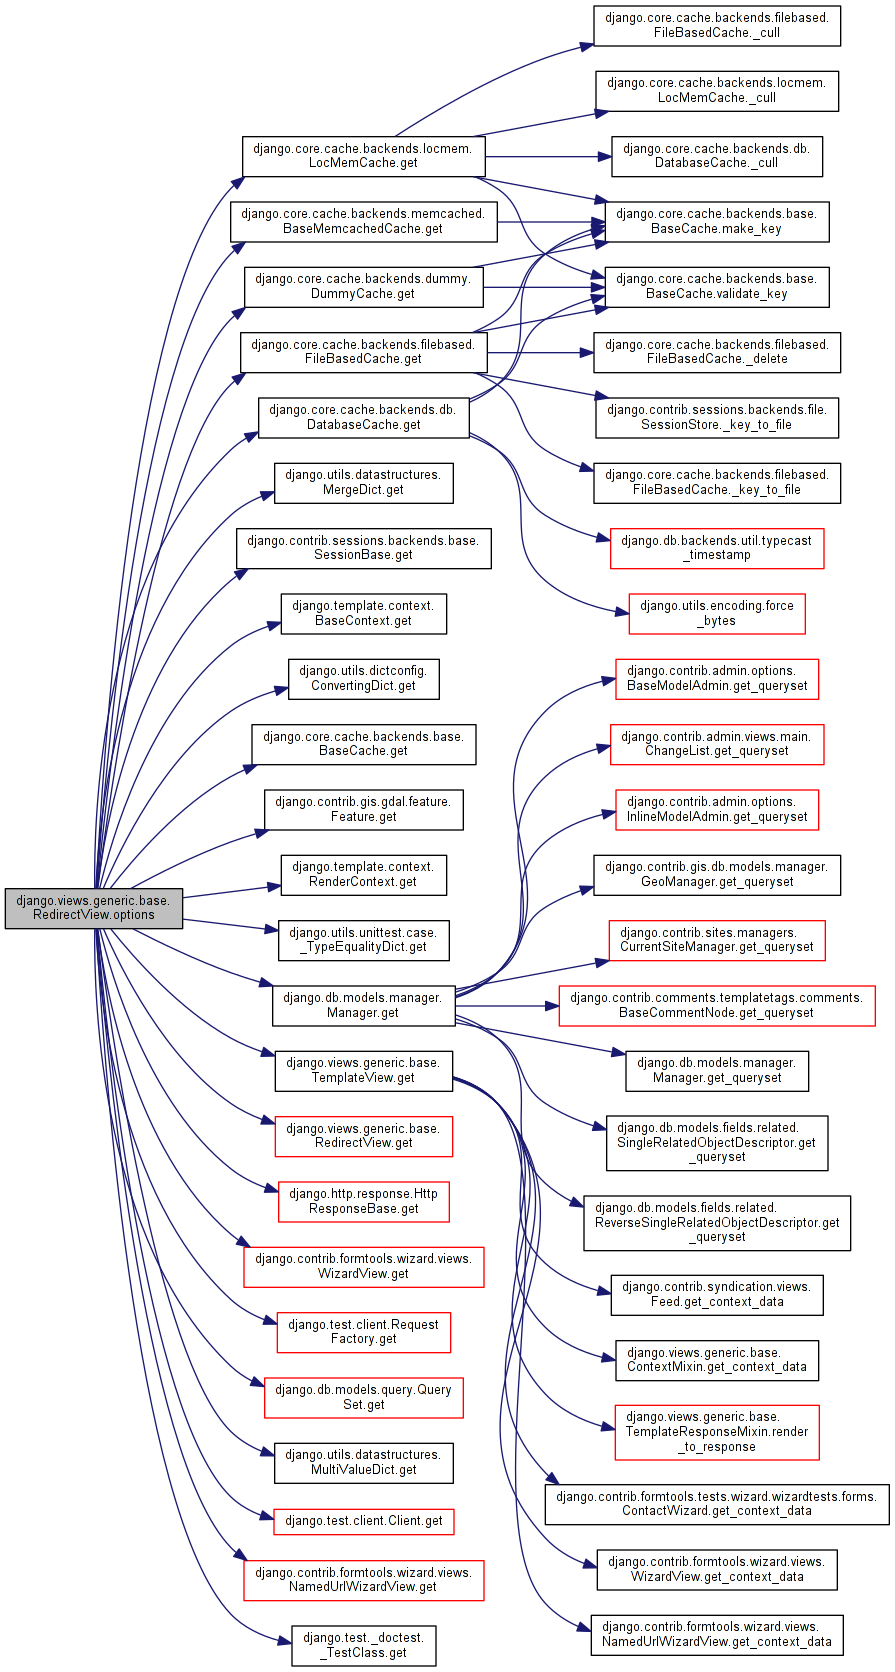 django.views.generic.base.
RedirectView.options
django.core.cache.backends.locmem.
LocMemCache.get
django.core.cache.backends.memcached.
BaseMemcachedCache.get
django.core.cache.backends.dummy.
DummyCache.get
django.core.cache.backends.filebased.
FileBasedCache.get
django.core.cache.backends.db.
DatabaseCache.get
django.utils.datastructures.
MergeDict.get
django.contrib.sessions.backends.base.
SessionBase.get
django.template.context.
BaseContext.get
django.utils.dictconfig.
ConvertingDict.get
django.core.cache.backends.base.
BaseCache.get
django.contrib.gis.gdal.feature.
Feature.get
django.template.context.
RenderContext.get
django.utils.unittest.case.
_TypeEqualityDict.get
django.db.models.manager.
Manager.get
django.views.generic.base.
TemplateView.get
django.views.generic.base.
RedirectView.get
django.http.response.Http
ResponseBase.get
django.contrib.formtools.wizard.views.
WizardView.get
django.test.client.Request
Factory.get
django.db.models.query.Query
Set.get
django.utils.datastructures.
MultiValueDict.get
django.test.client.Client.get
django.contrib.formtools.wizard.views.
NamedUrlWizardView.get
django.test._doctest.
_TestClass.get
django.core.cache.backends.filebased.
FileBasedCache._cull
django.core.cache.backends.locmem.
LocMemCache._cull
django.core.cache.backends.db.
DatabaseCache._cull
django.core.cache.backends.base.
BaseCache.make_key
django.core.cache.backends.base.
BaseCache.validate_key
django.core.cache.backends.filebased.
FileBasedCache._delete
django.contrib.sessions.backends.file.
SessionStore._key_to_file
django.core.cache.backends.filebased.
FileBasedCache._key_to_file
django.db.backends.util.typecast
_timestamp
django.utils.encoding.force
_bytes
django.contrib.admin.options.
BaseModelAdmin.get_queryset
django.contrib.admin.views.main.
ChangeList.get_queryset
django.contrib.admin.options.
InlineModelAdmin.get_queryset
django.contrib.gis.db.models.manager.
GeoManager.get_queryset
django.contrib.sites.managers.
CurrentSiteManager.get_queryset
django.contrib.comments.templatetags.comments.
BaseCommentNode.get_queryset
django.db.models.manager.
Manager.get_queryset
django.db.models.fields.related.
SingleRelatedObjectDescriptor.get
_queryset
django.db.models.fields.related.
ReverseSingleRelatedObjectDescriptor.get
_queryset
django.contrib.syndication.views.
Feed.get_context_data
django.views.generic.base.
ContextMixin.get_context_data
django.views.generic.base.
TemplateResponseMixin.render
_to_response
django.contrib.formtools.tests.wizard.wizardtests.forms.
ContactWizard.get_context_data
django.contrib.formtools.wizard.views.
WizardView.get_context_data
django.contrib.formtools.wizard.views.
NamedUrlWizardView.get_context_data